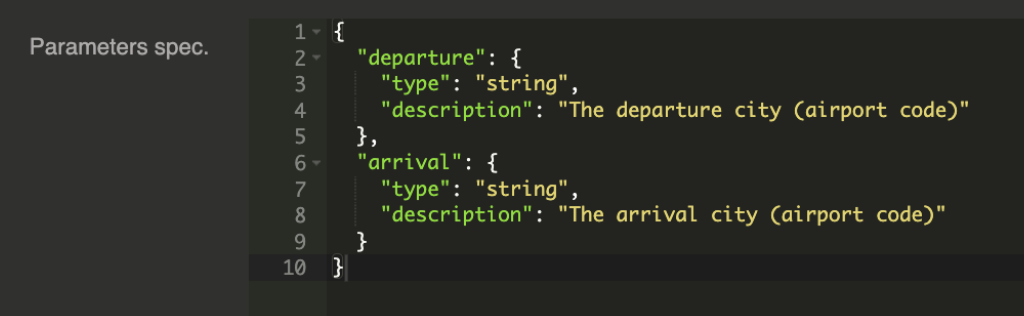 Parameters spec.
1 {
2 "departure": {
3 "type": "string",
4 "description": "The departure city (airport code)"
5 },
6 "arrival": {
7 "type": "string",
8 "description": "The arrival city (airport code)"
9 }
10 }